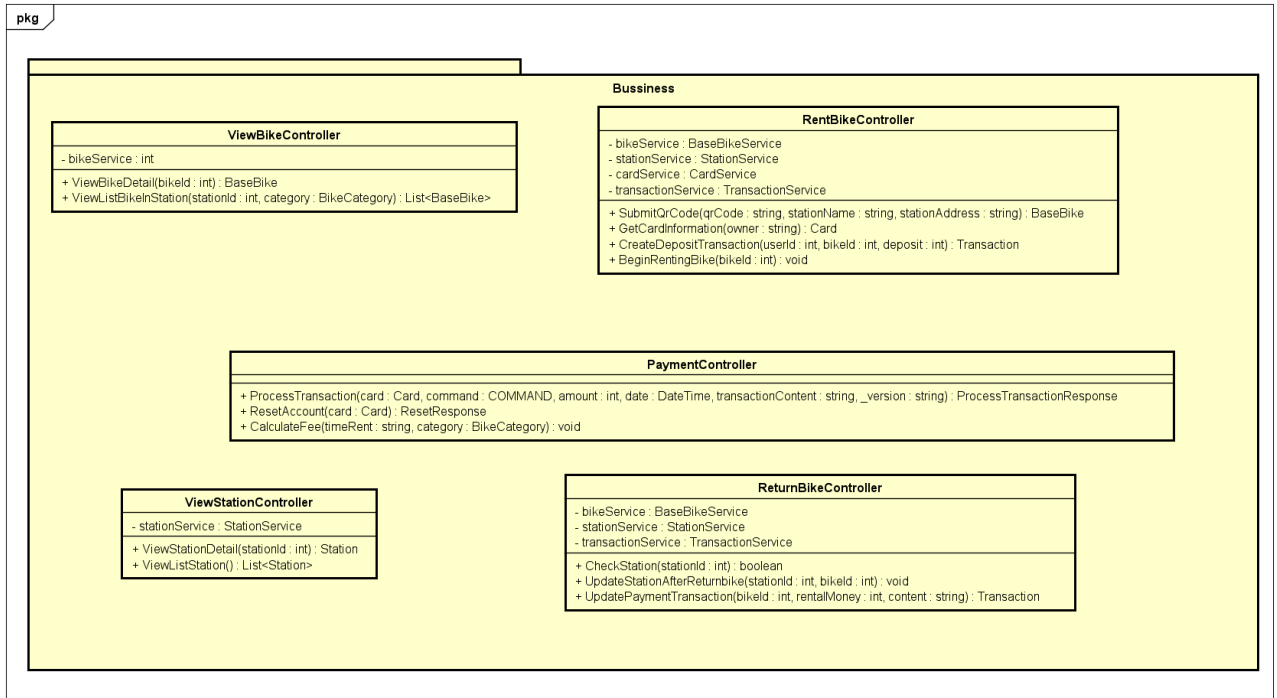 pkg
Bussiness
ViewBikeController
- bikeService : int
+ ViewBikeDetail(bikeId : int) : BaseBike
+ ViewListBikeInStation(stationId : int, category : BikeCategory) : List<BaseBike>
RentBikeController
- bikeService : BaseBikeService
- stationService : StationService
- cardService : CardService
- transactionService : TransactionService
+ SubmitQrCode(qrCode : string, stationName : string, stationAddress : string) : BaseBike
+ GetCardInformation(owner : string) : Card
+ CreateDepositTransaction(userId : int, bikeId : int, deposit : int) : Transaction
+ BeginRentingBike(bikeId : int) : void
PaymentController
+ ProcessTransaction(card : Card, command : COMMAND, amount : int, date : DateTime, transactionContent : string, _version : string) : ProcessTransactionResponse
+ ResetAccount(card : Card) : ResetResponse
+ CalculateFee(timeRent : string, category : BikeCategory) : void
ViewStationController
- stationService : StationService
+ ViewStationDetail(stationId : int) : Station
+ ViewListStation() : List<Station>
ReturnBikeController
- bikeService : BaseBikeService
- stationService : StationService
- transactionService : TransactionService
+ CheckStation(stationId : int) : boolean
+ UpdateStationAfterReturnbike(stationId : int, bikeId : int) : void
+ UpdatePaymentTransaction(bikeId : int, rentalMoney : int, content : string) : Transaction